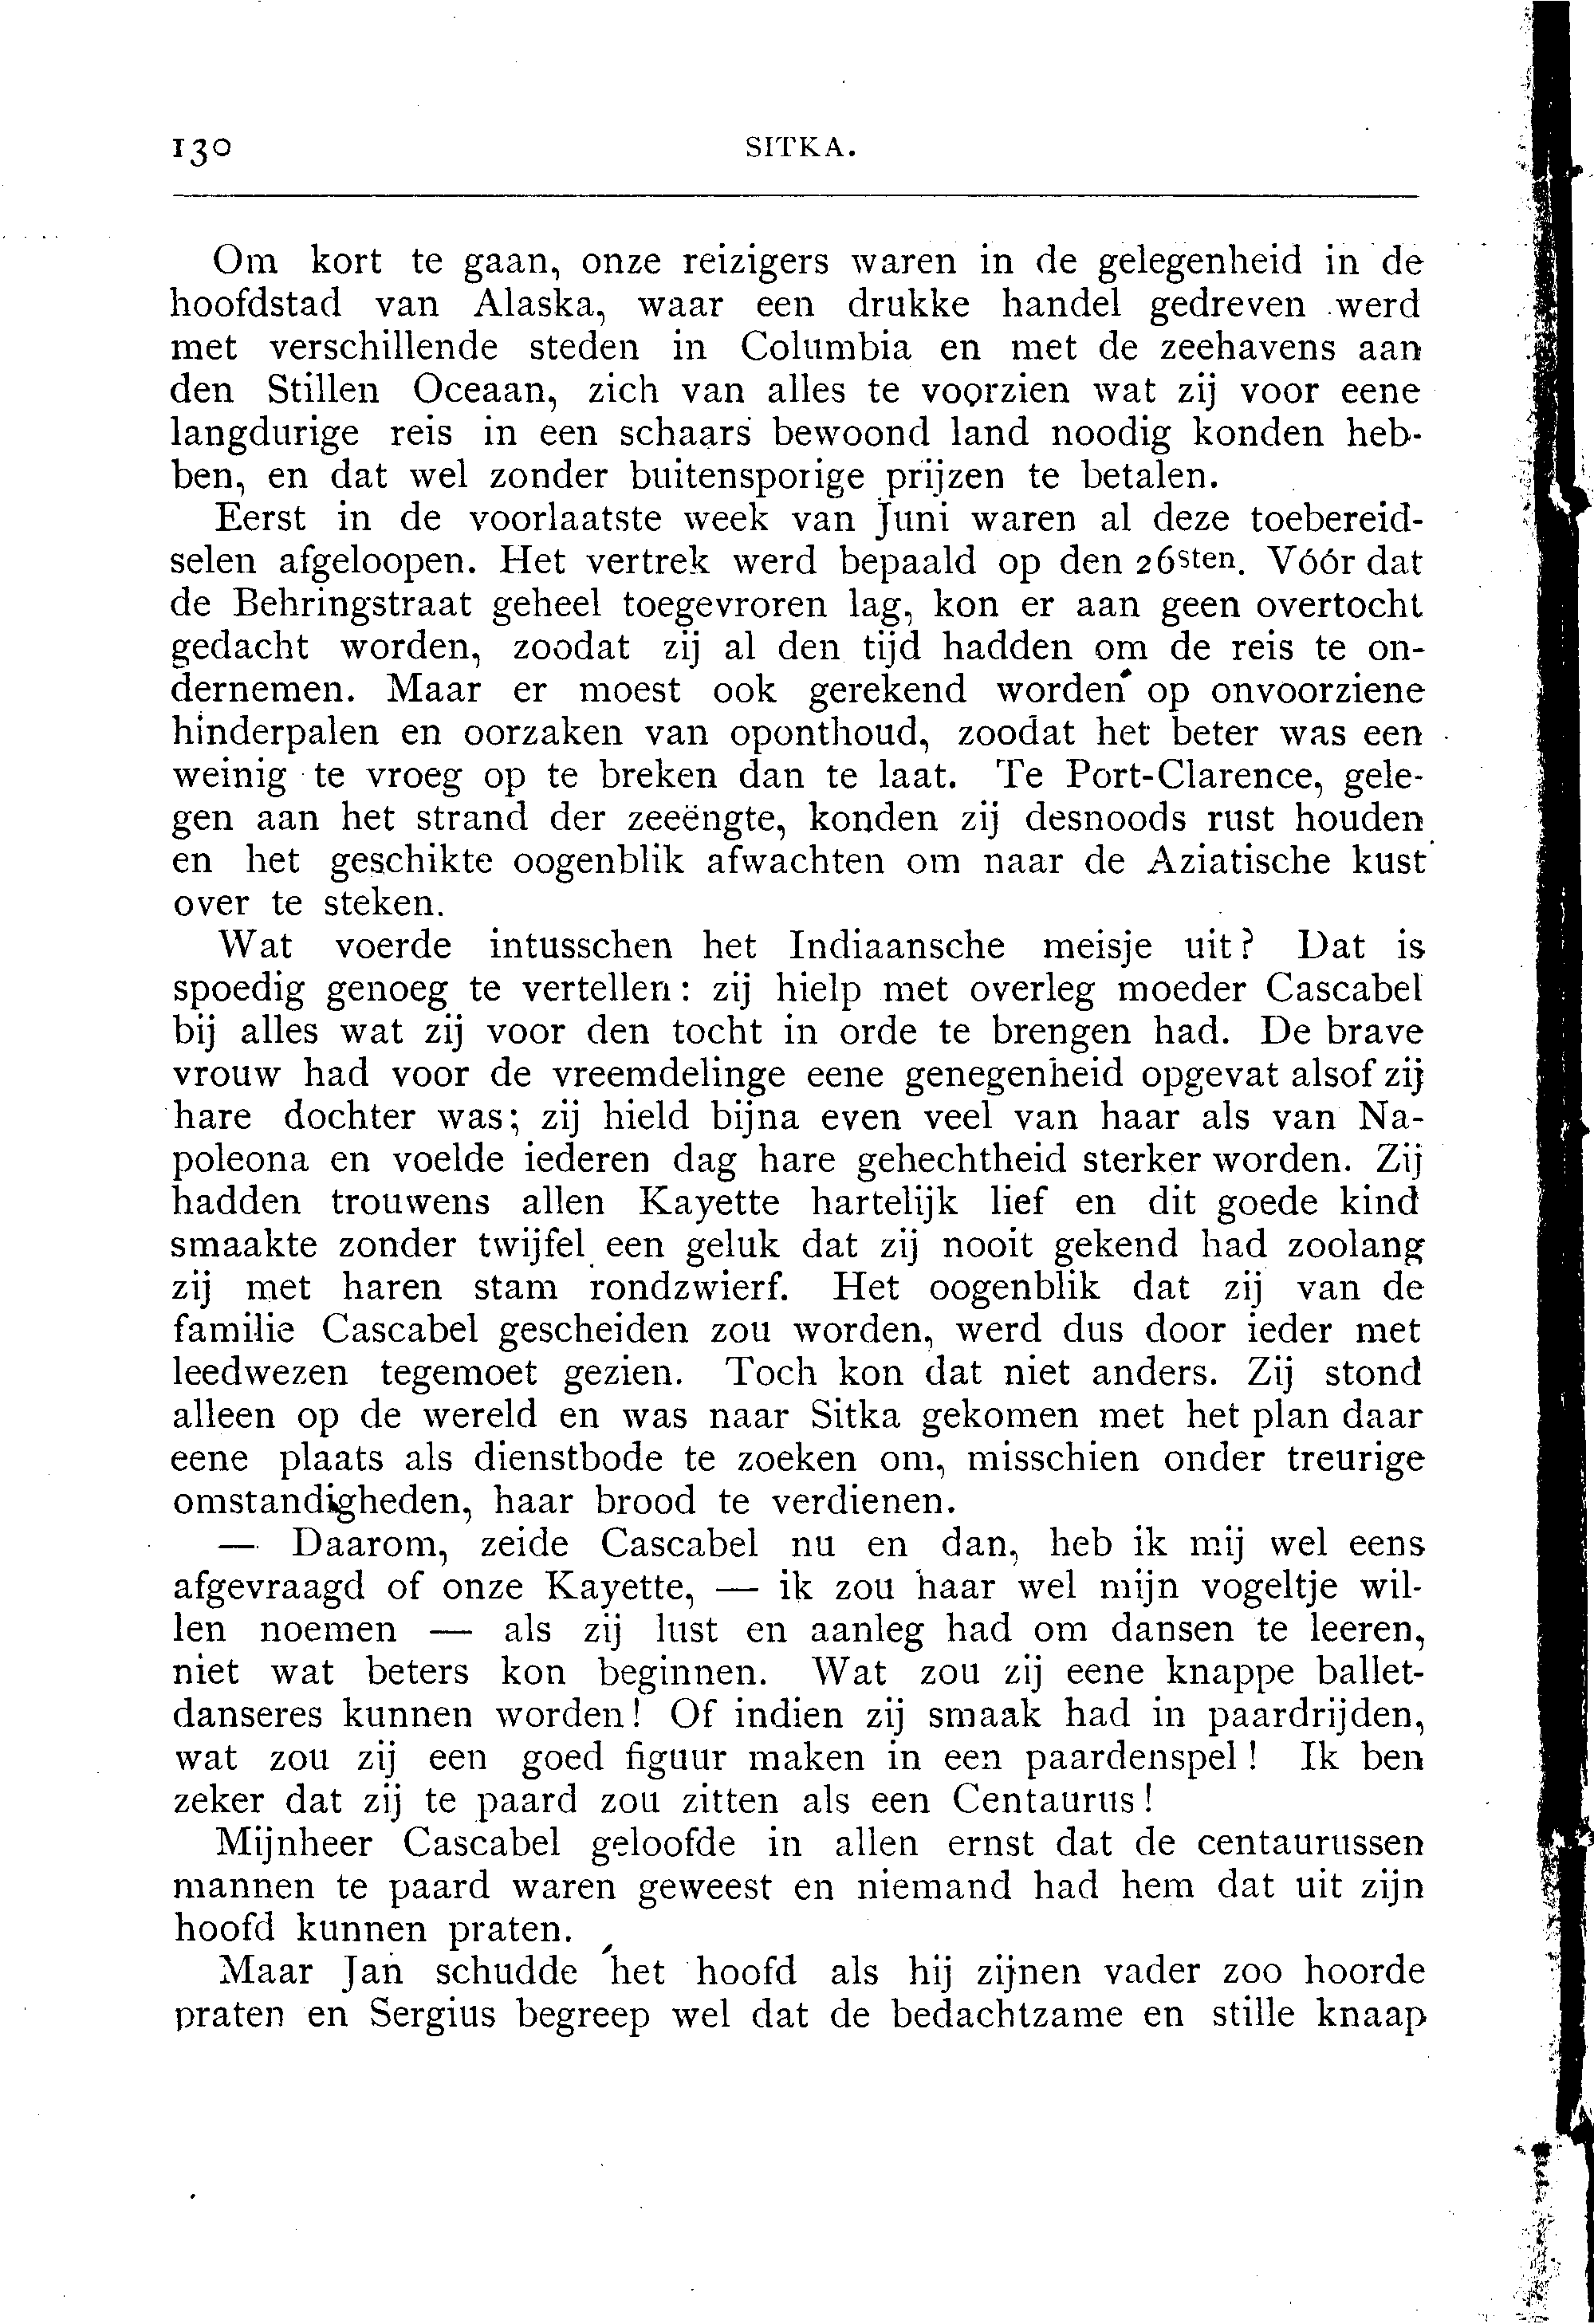 130
SITKA.
Om kort te gaan, onze reizigers waren in de gelegenheid in de
hoofdstad van Alaska, waar een drukke handel gedreven werd
met verschillende steden in Columbia en met de zeehavens aan
den Stillen Oceaan, zich van alles te voorzien wat zij voor eene
langdurige reis in een schaars bewoond land noodig konden heb-
ben, en dat wel zonder buitensporige prijzen te betalen.
Eerst in de voorlaatste week van Juni waren al deze toebereid-
selen afgeloopen. Het vertrek werd bepaald op den 26sten. Vóór dat
de Behringstraat geheel toegevroren lag, kon er aan geen overtocht
gedacht worden, zoodat zij al den tijd hadden om de reis te on-
dernemen. Maar er moest ook gerekend worden op onvoorziene
hinderpalen en oorzaken van oponthoud, zoodat het beter was een
weinig te vroeg op te breken dan te laat. Te Port-Clarence, gele-
gen aan het strand der zeeëngte, konden zij desnoods rust houden
en het geschikte oogenblik afwachten om naar de Aziatische kust
over te steken.
Wat voerde intusschen het Indiaansche meisje uit? Dat is
spoedig genoeg te vertellen: zij hielp met overleg moeder Cascabel
bij alles wat zij voor den tocht in orde te brengen had. De brave
vrouw had voor de vreemdelinge eene genegenheid opgevat alsof zij
hare dochter was; zij hield bijna even veel van haar als van Na-
poleona en voelde iederen dag hare gehechtheid sterker worden. Zij
hadden trouwens allen Kayette hartelijk lief en dit goede kind
smaakte zonder twijfel een geluk dat zij nooit gekend had zoolang
zij met haren stam rondzwierf. Het oogenblik dat zij van de
familie Cascabel gescheiden zou worden, werd dus door ieder met
leedwezen tegemoet gezien. Toch kon dat niet anders. Zij stond
alleen op de wereld en was naar Sitka gekomen met het plan daar
eene plaats als dienstbode te zoeken om, misschien onder treurige
omstandigheden, haar brood te verdienen.
— Daarom, zeide Cascabel nu en dan, heb ik mij wel eens
afgevraagd of onze Kayette, — ik zou haar wel mijn vogeltje wil-
len noemen — als zij lust en aanleg had om dansen te leeren,
niet wat beters kon beginnen. Wat zou zij eene knappe ballet-
danseres kunnen worden! Of indien zij smaak had in paardrijden,
wat zou zij een goed figuur maken in een paardenspel! Ik ben
zeker dat zij te paard zou zitten als een Centaurus!
Mijnheer Cascabel geloofde in allen ernst dat de centaurussen
mannen te paard waren geweest en niemand had hem dat uit zijn
hoofd kunnen praten.
Maar Jan schudde het hoofd als hij zijnen vader zoo hoorde
praten en Sergius begreep wel dat de bedachtzame en stille knaap